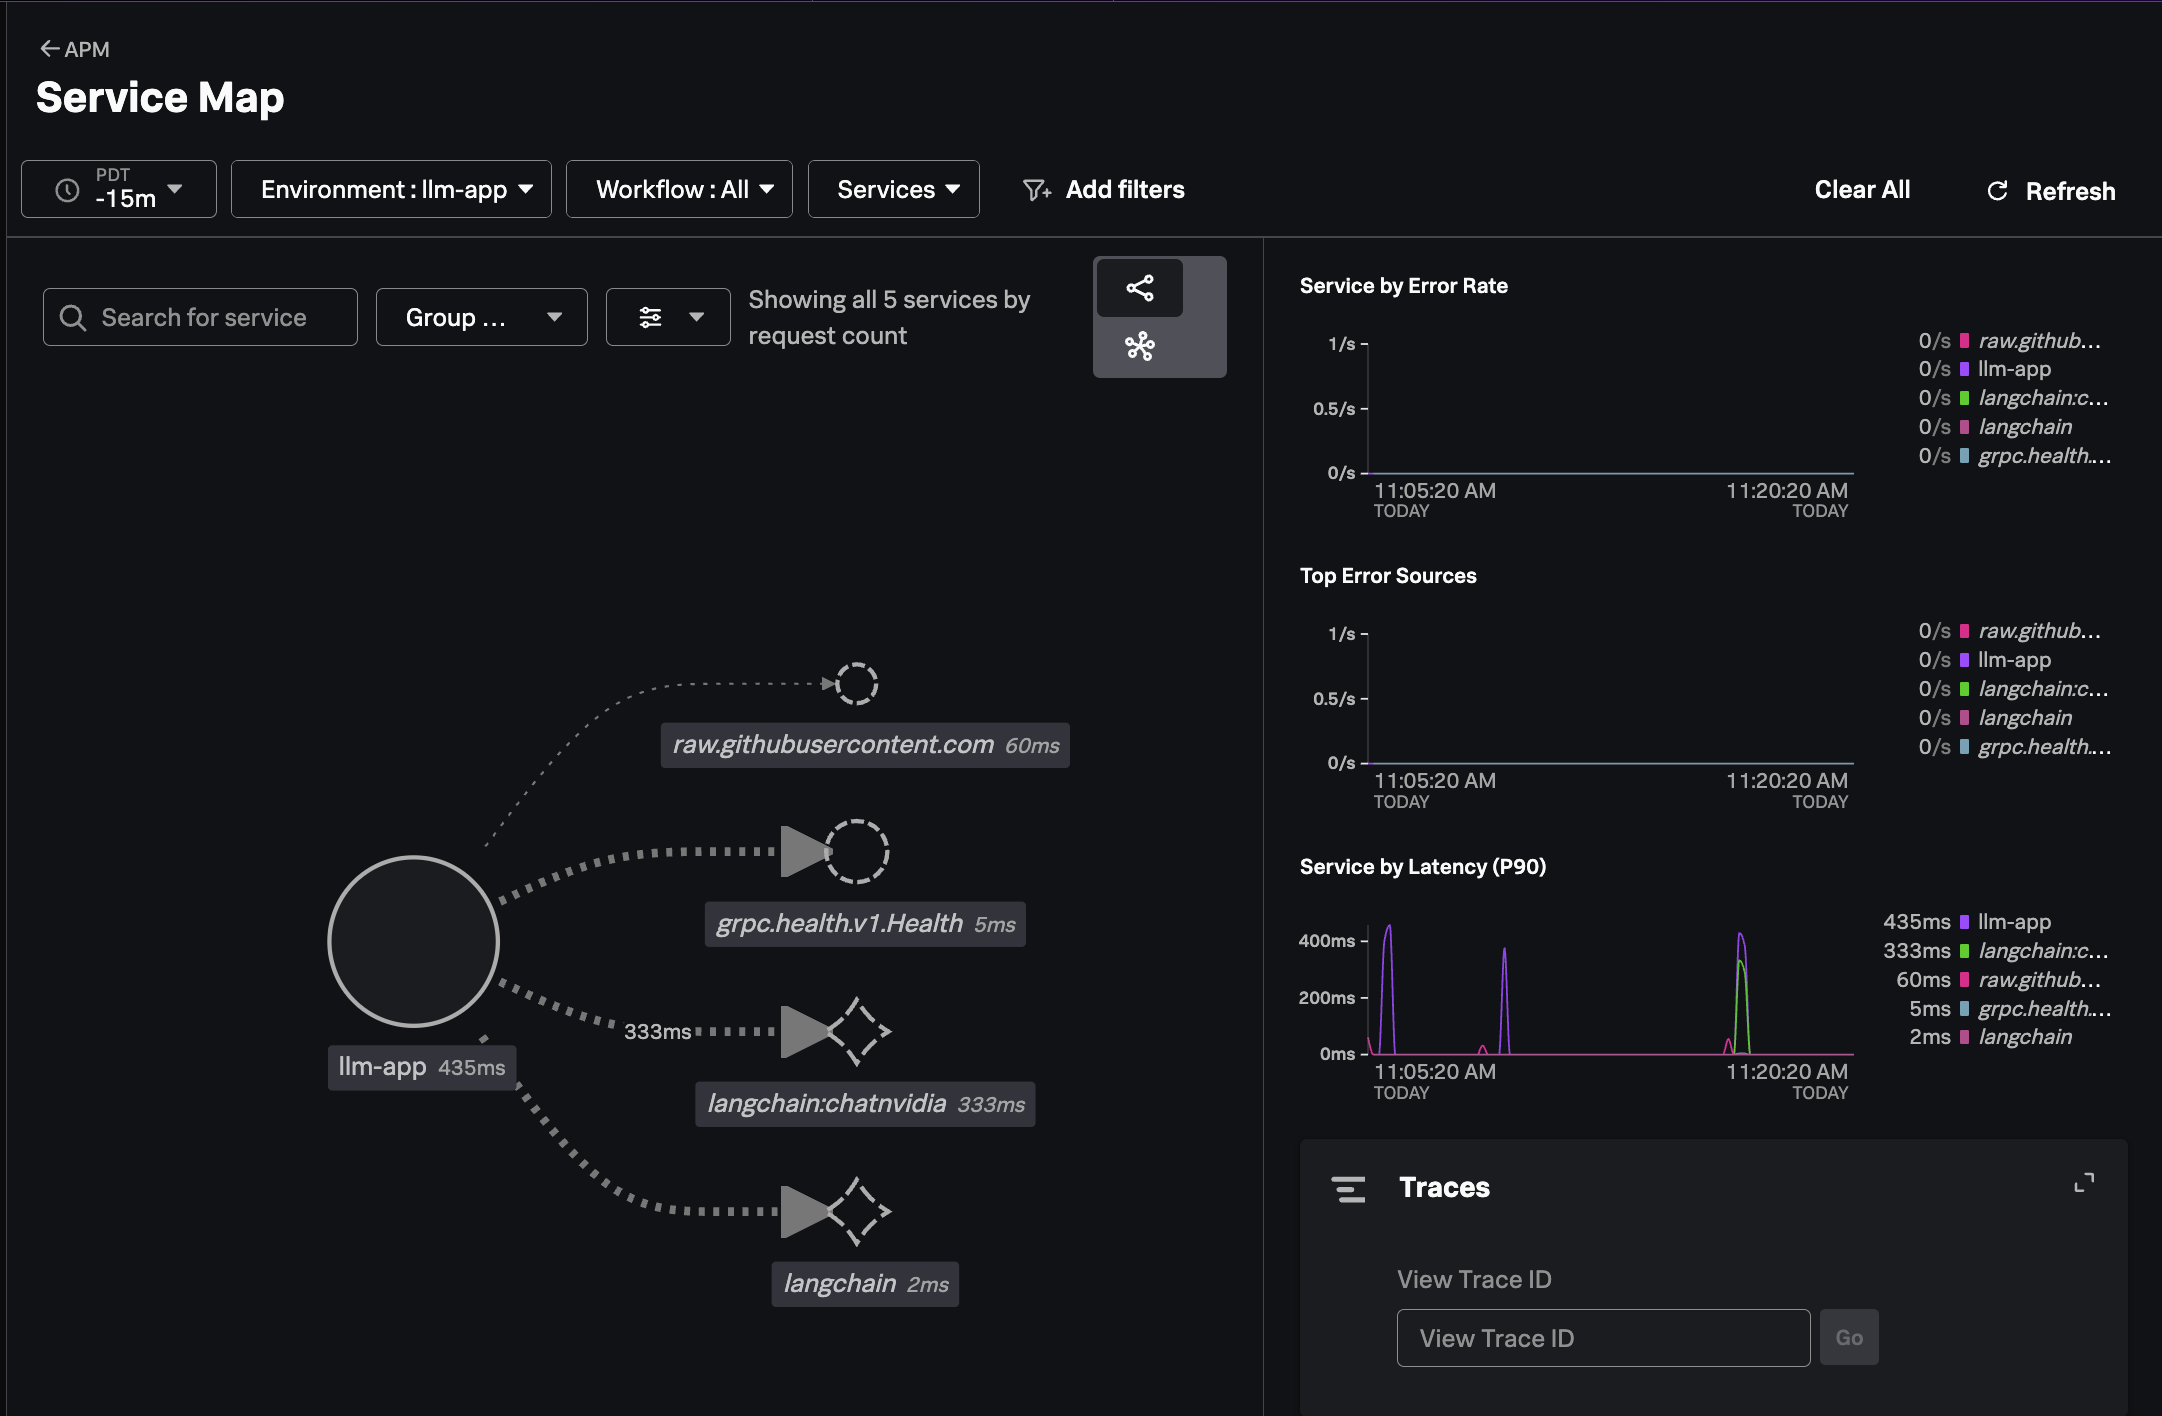 APM
Service Map
PDT
-15m
Environment : llm-app
Workflow : All
Services
Add filters
Clear All
Refresh
Search for service
Group ...
Showing all 5 services by
request count
raw.githubusercontent.com 60ms
grpc.health.v1.Health 5ms
333ms
llm-app 435ms
langchain:chatnvidia 333ms
langchain 2ms
Service by Error Rate
1/s
0.5/s
0/s
11:05:20 AM
TODAY
11:20:20 AM
TODAY
0/s raw.github...
0/s llm-app
0/s langchain:c...
0/s langchain
0/s grpc.health....
Top Error Sources
1/s
0.5/s
0/s
11:05:20 AM
TODAY
11:20:20 AM
TODAY
0/s raw.github...
0/s llm-app
0/s langchain:c...
0/s langchain
0/s grpc.health....
Service by Latency (P90)
400ms
200ms
0ms
11:05:20 AM
TODAY
11:20:20 AM
TODAY
435ms llm-app
333ms langchain:c...
60ms raw.github...
5ms grpc.health....
2ms langchain
Traces
View Trace ID
View Trace ID
Go